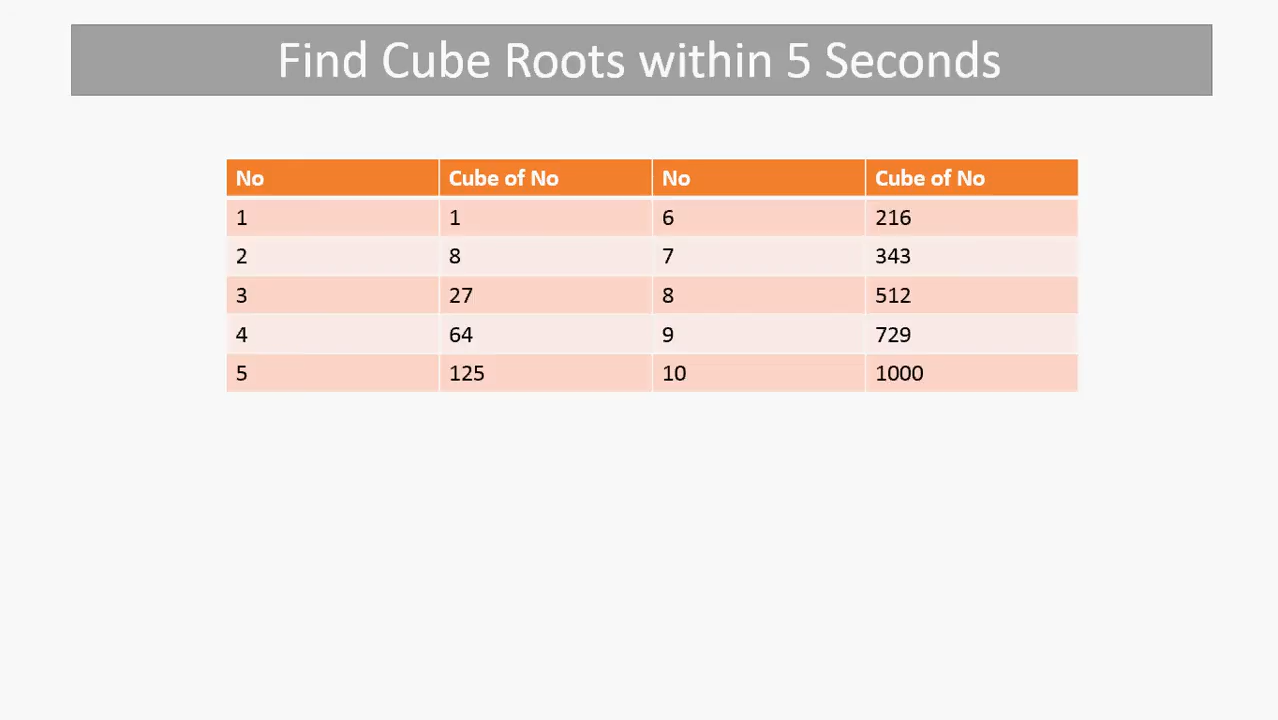 Find Cube Roots within 5 Seconds
No Cube of No No Cube of No
1 1 6 216
2 8 7 343
3 27 8 512
4 64 9 729
5 125 10 1000